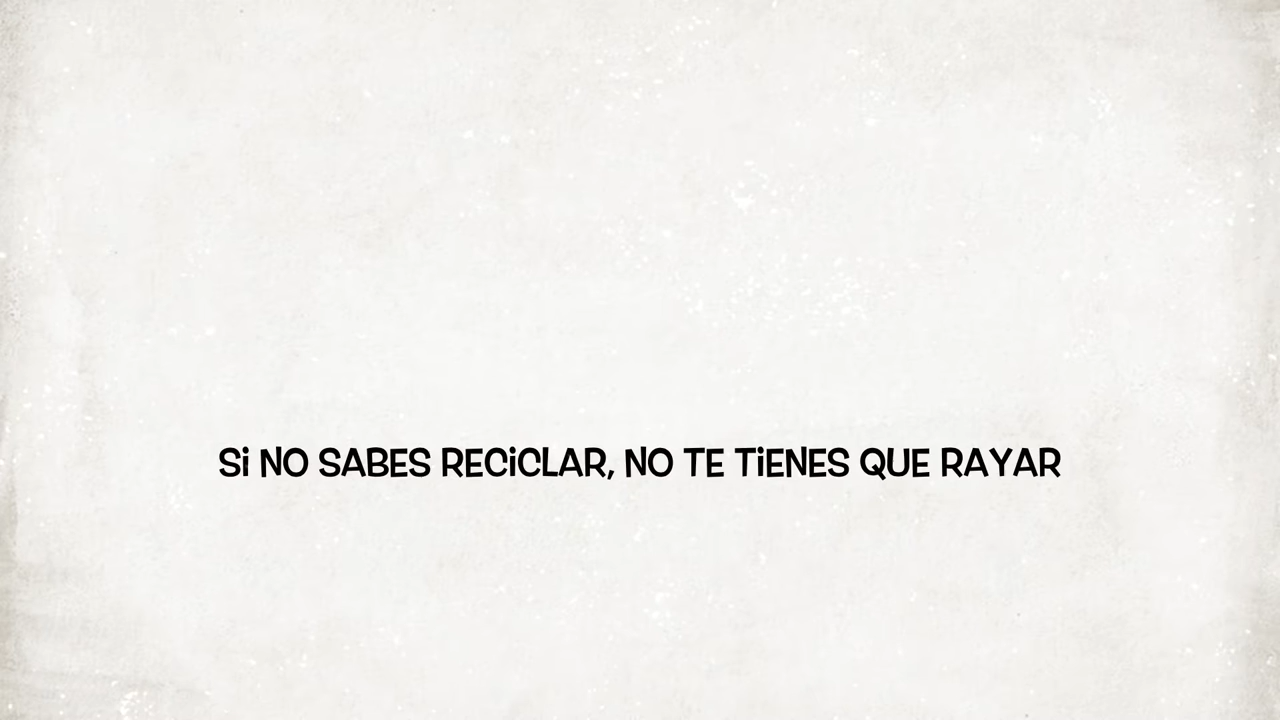 Si NO SABES RECiCLAR, NO TE TiENES QUE RAYAR